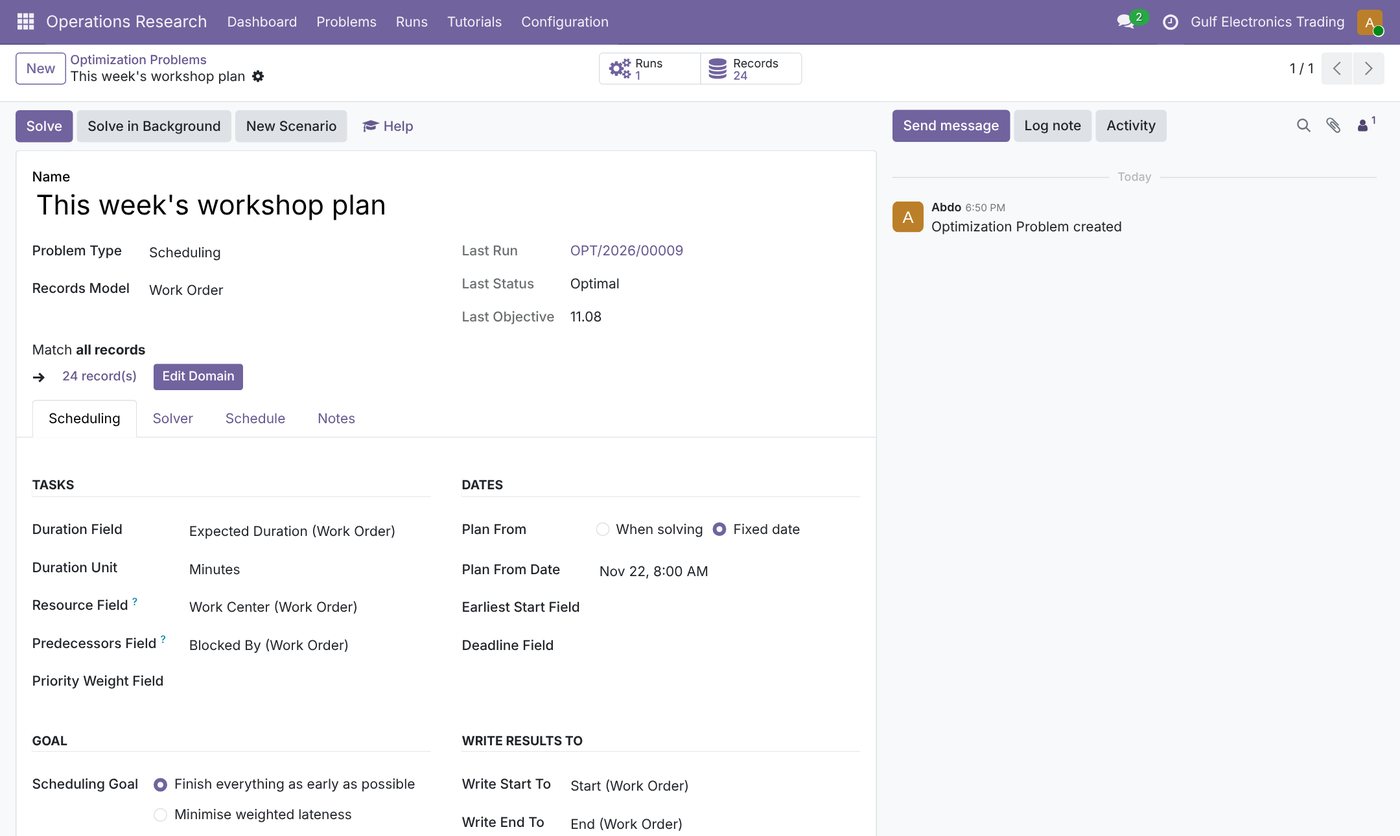 Operations Research Dashboard Problems Runs Tutorials Configuration 2 Gulf Electronics Trading A
New Optimization Problems
This week's workshop plan
Runs 1
Records 24
1 / 1
Solve Solve in Background New Scenario Help
Send message Log note Activity 1
Today
A Abdo 6:50 PM
Optimization Problem created
Name
This week's workshop plan
Problem Type Scheduling
Records Model Work Order
Last Run OPT/2026/00009
Last Status Optimal
Last Objective 11.08
Match all records
24 record(s) Edit Domain
Scheduling Solver Schedule Notes
TASKS
Duration Field Expected Duration (Work Order)
Duration Unit Minutes
Resource Field ? Work Center (Work Order)
Predecessors Field ? Blocked By (Work Order)
Priority Weight Field
DATES
Plan From When solving Fixed date
Plan From Date Nov 22, 8:00 AM
Earliest Start Field
Deadline Field
GOAL
Scheduling Goal Finish everything as early as possible
Minimise weighted lateness
WRITE RESULTS TO
Write Start To Start (Work Order)
Write End To End (Work Order)